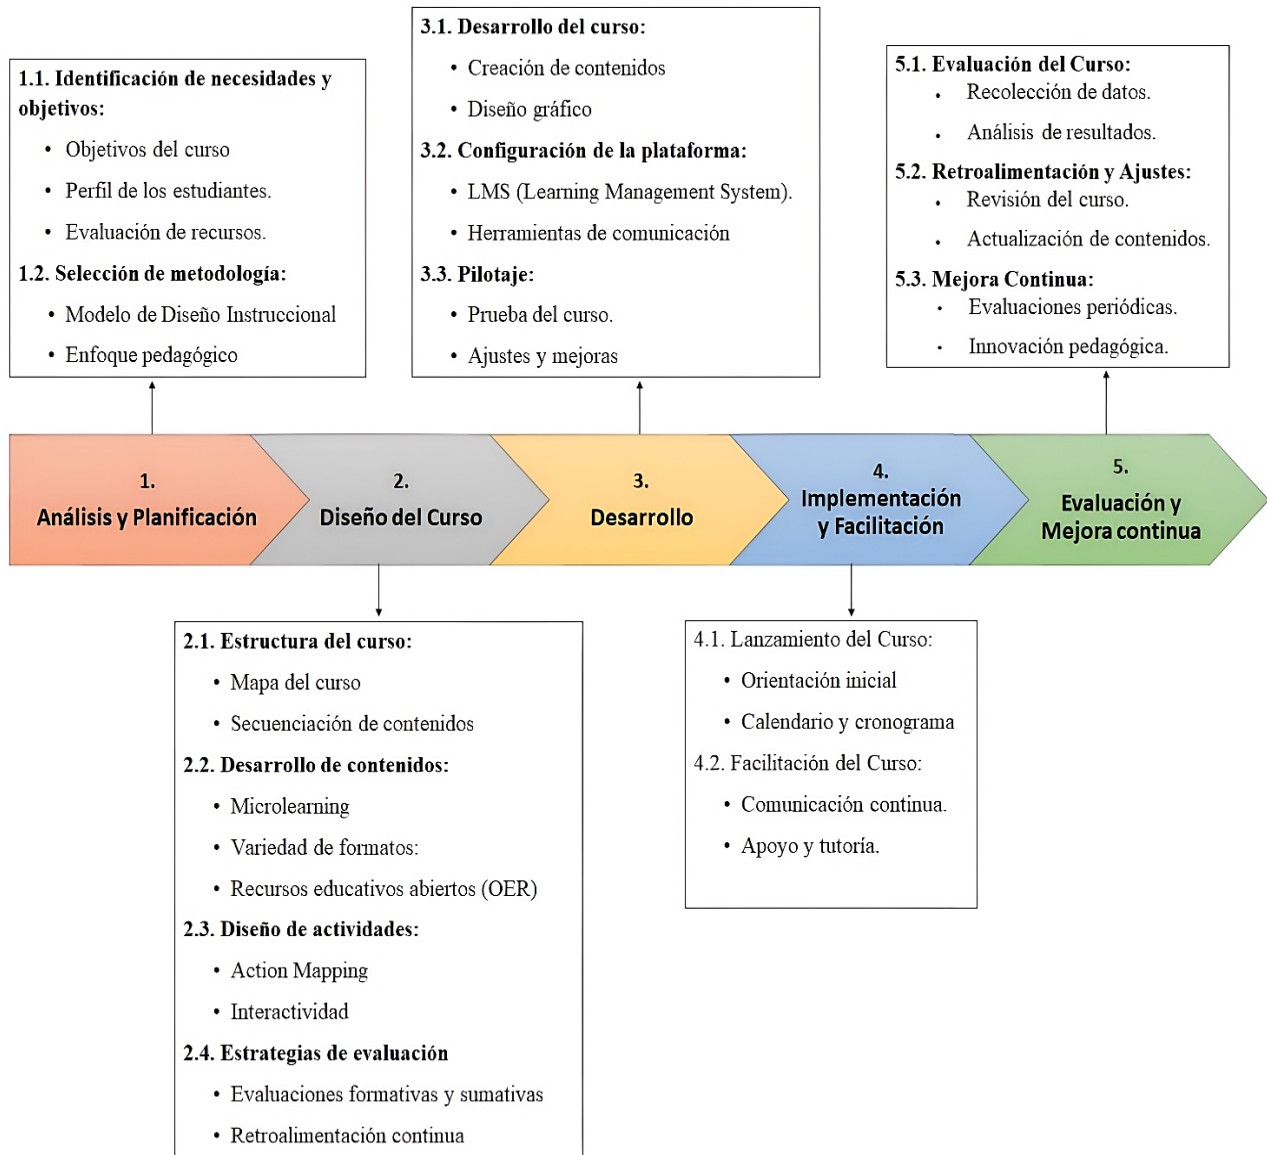 1.1. Identificación de necesidades y
objetivos:
• Objetivos del curso
• Perfil de los estudiantes.
• Evaluación de recursos.
1.2. Selección de metodología:
• Modelo de Diseño Instruccional
• Enfoque pedagógico
3.1. Desarrollo del curso:
• Creación de contenidos
• Diseño gráfico
3.2. Configuración de la plataforma:
• LMS (Learning Management System).
• Herramientas de comunicación
3.3. Pilotaje:
• Prueba del curso.
• Ajustes y mejoras
5.1. Evaluación del Curso:
• Recolección de datos.
• Análisis de resultados.
5.2. Retroalimentación y Ajustes:
• Revisión del curso.
• Actualización de contenidos.
5.3. Mejora Continua:
• Evaluaciones periódicas.
• Innovación pedagógica.
1.
Análisis y Planificación
2.
Diseño del Curso
3.
Desarrollo
4.
Implementación
y Facilitación
5.
Evaluación y
Mejora continua
2.1. Estructura del curso:
• Mapa del curso
• Secuenciación de contenidos
2.2. Desarrollo de contenidos:
• Microlearning
• Variedad de formatos:
• Recursos educativos abiertos (OER)
2.3. Diseño de actividades:
• Action Mapping
• Interactividad
2.4. Estrategias de evaluación
• Evaluaciones formativas y sumativas
• Retroalimentación continua
4.1. Lanzamiento del Curso:
• Orientación inicial
• Calendario y cronograma
4.2. Facilitación del Curso:
• Comunicación continua.
• Apoyo y tutoría.